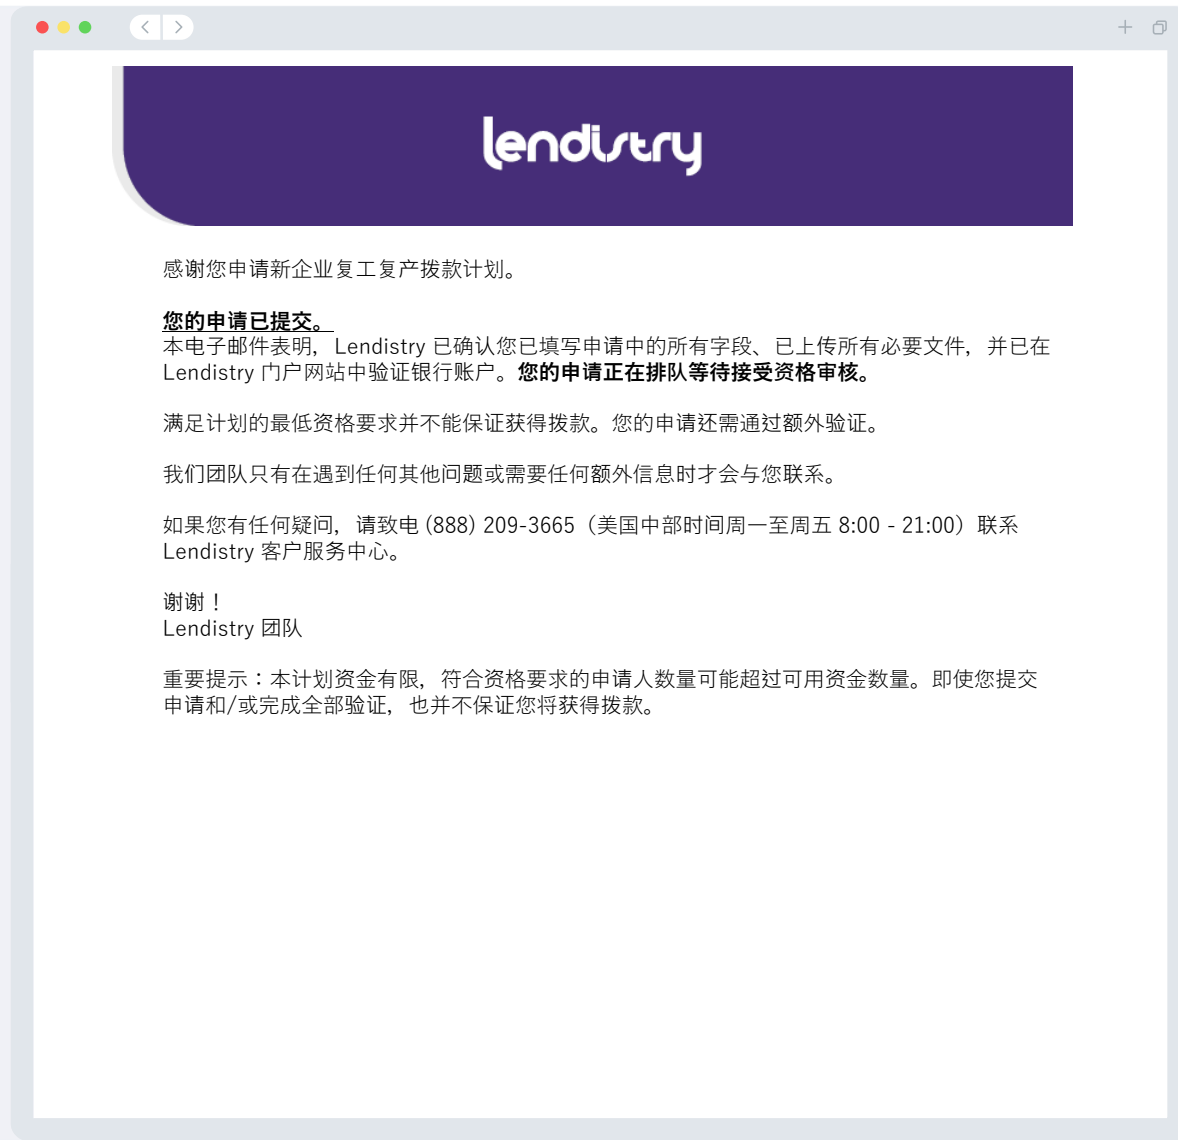 lendistry
感谢您申请新企业复工复产拨款计划。
您的申请已提交。
本电子邮件表明，Lendistry 已确认您已填写申请中的所有字段、已上传所有必要文件，并已在
Lendistry 门户网站中验证银行账户。您的申请正在排队等待接受资格审核。
满足计划的最低资格要求并不能保证获得拨款。您的申请还需通过额外验证。
我们团队只有在遇到任何其他问题或需要任何额外信息时才会与您联系。
如果您有任何疑问，请致电 (888) 209-3665（美国中部时间周一至周五 8:00 - 21:00）联系
Lendistry 客户服务中心。
谢谢！
Lendistry 团队
重要提示：本计划资金有限，符合资格要求的申请人数量可能超过可用资金数量。即使您提交
申请和/或完成全部验证，也并不保证您将获得拨款。